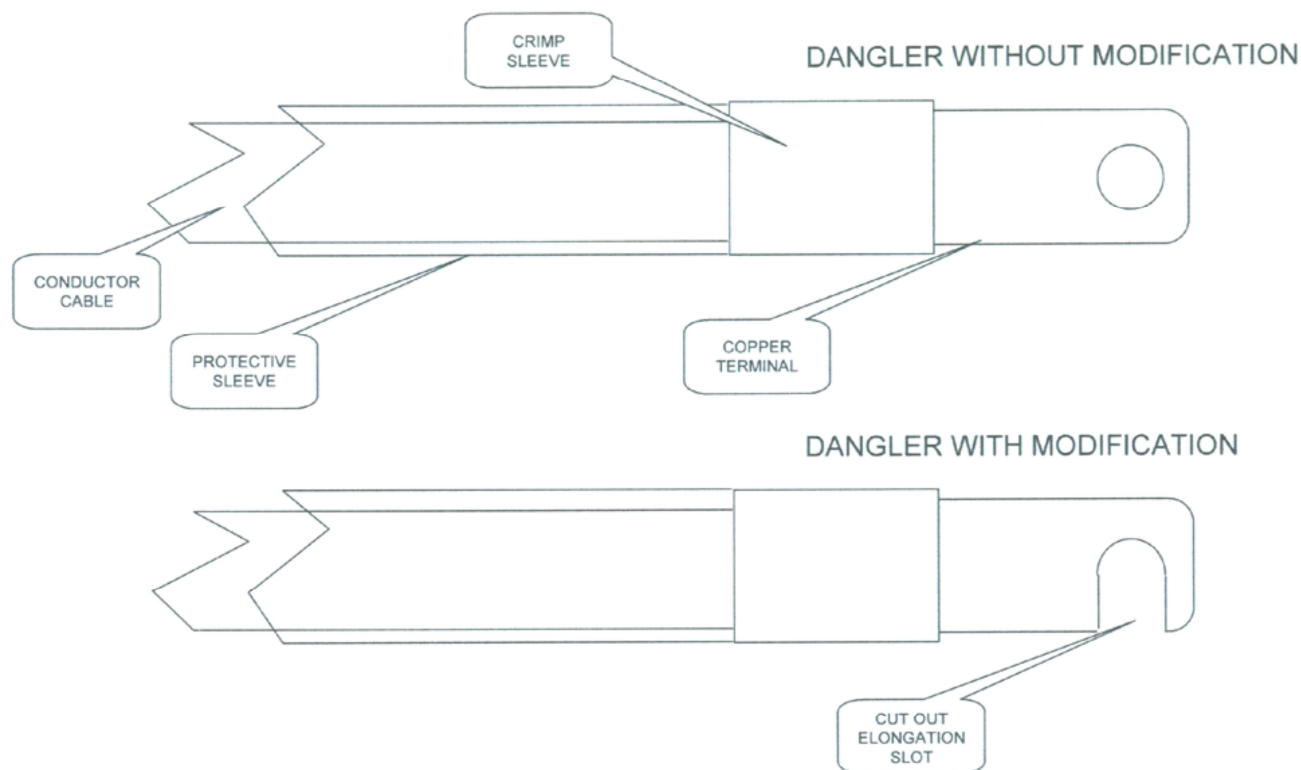 CRIMP
SLEEVE
DANGLER WITHOUT MODIFICATION
CONDUCTOR
CABLE
PROTECTIVE
SLEEVE
COPPER
TERMINAL
DANGLER WITH MODIFICATION
CUT OUT
ELONGATION
SLOT